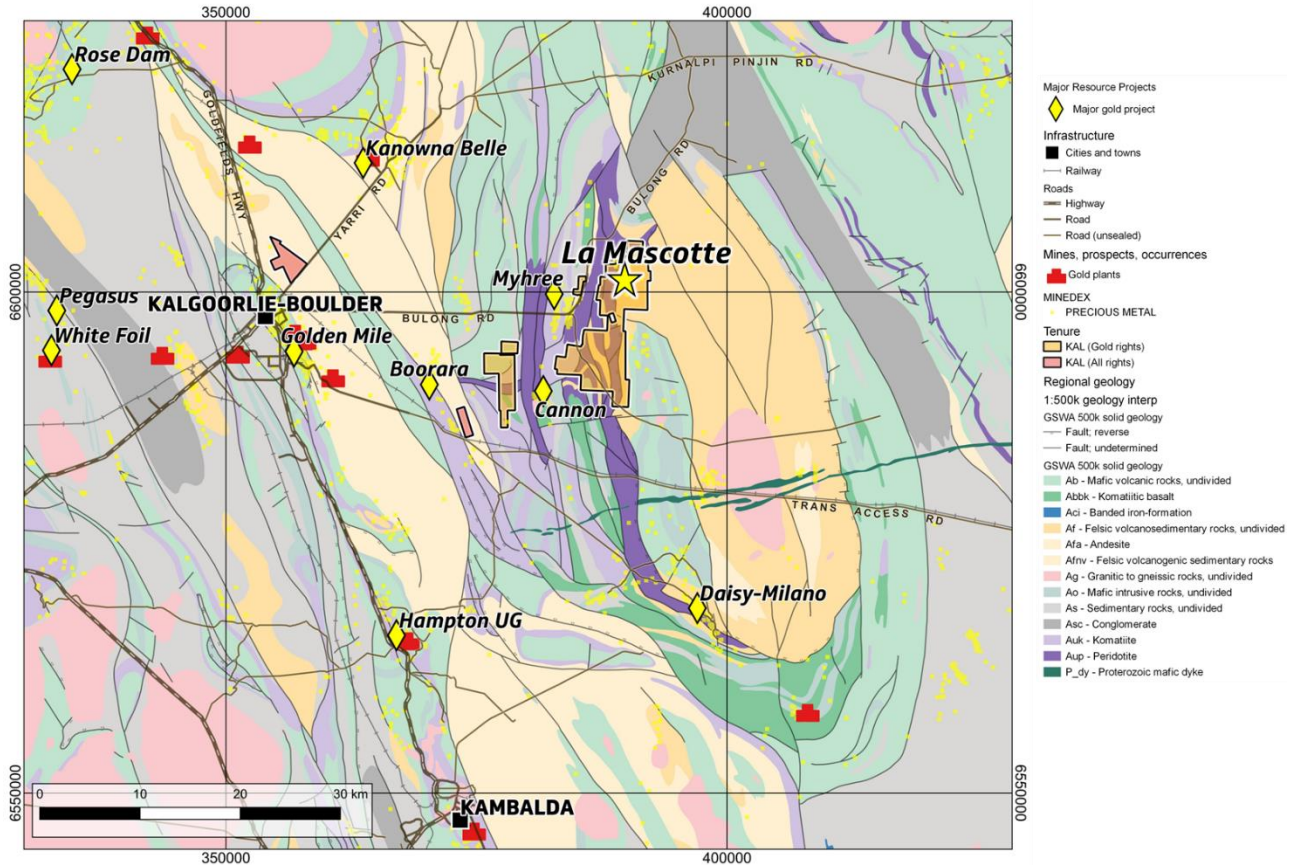 350000
400000
Rose Dam
KURNALPI PINJIN RD
GOLDFIELDS HWY
Kanowna Belle
YARRI RD
BULONG RD
La Mascotte
Myhree
6600000
6600000
Pegasus
KALGOORLIE-BOULDER
BULONG RD
White Foil
Golden Mile
Boorara
Cannon
TRANS ACCESS RD
Daisy-Milano
Hampton UG
6550000
6550000
0 10 20 30 km
KAMBALDA
350000
400000
Major Resource Projects
Major gold project
Infrastructure
Cities and towns
Railway
Roads
Highway
Road
Road (unsealed)
Mines, prospects, occurrences
Gold plants
MINEDEX
PRECIOUS METAL
Tenure
KAL (Gold rights)
KAL (All rights)
Regional geology
1:500k geology interp
GSWA 500k solid geology
Fault; reverse
Fault; undetermined
GSWA 500k solid geology
Ab - Mafic volcanic rocks, undivided
Abbk - Komatiitic basalt
Aci - Banded iron-formation
Af - Felsic volcanosedimentary rocks, undivided
Afa - Andesite
Afnv - Felsic volcanogenic sedimentary rocks
Ag - Granitic to gneissic rocks, undivided
Ao - Mafic intrusive rocks, undivided
As - Sedimentary rocks, undivided
Asc - Conglomerate
Auk - Komatiite
Aup - Peridotite
P_dy - Proterozoic mafic dyke